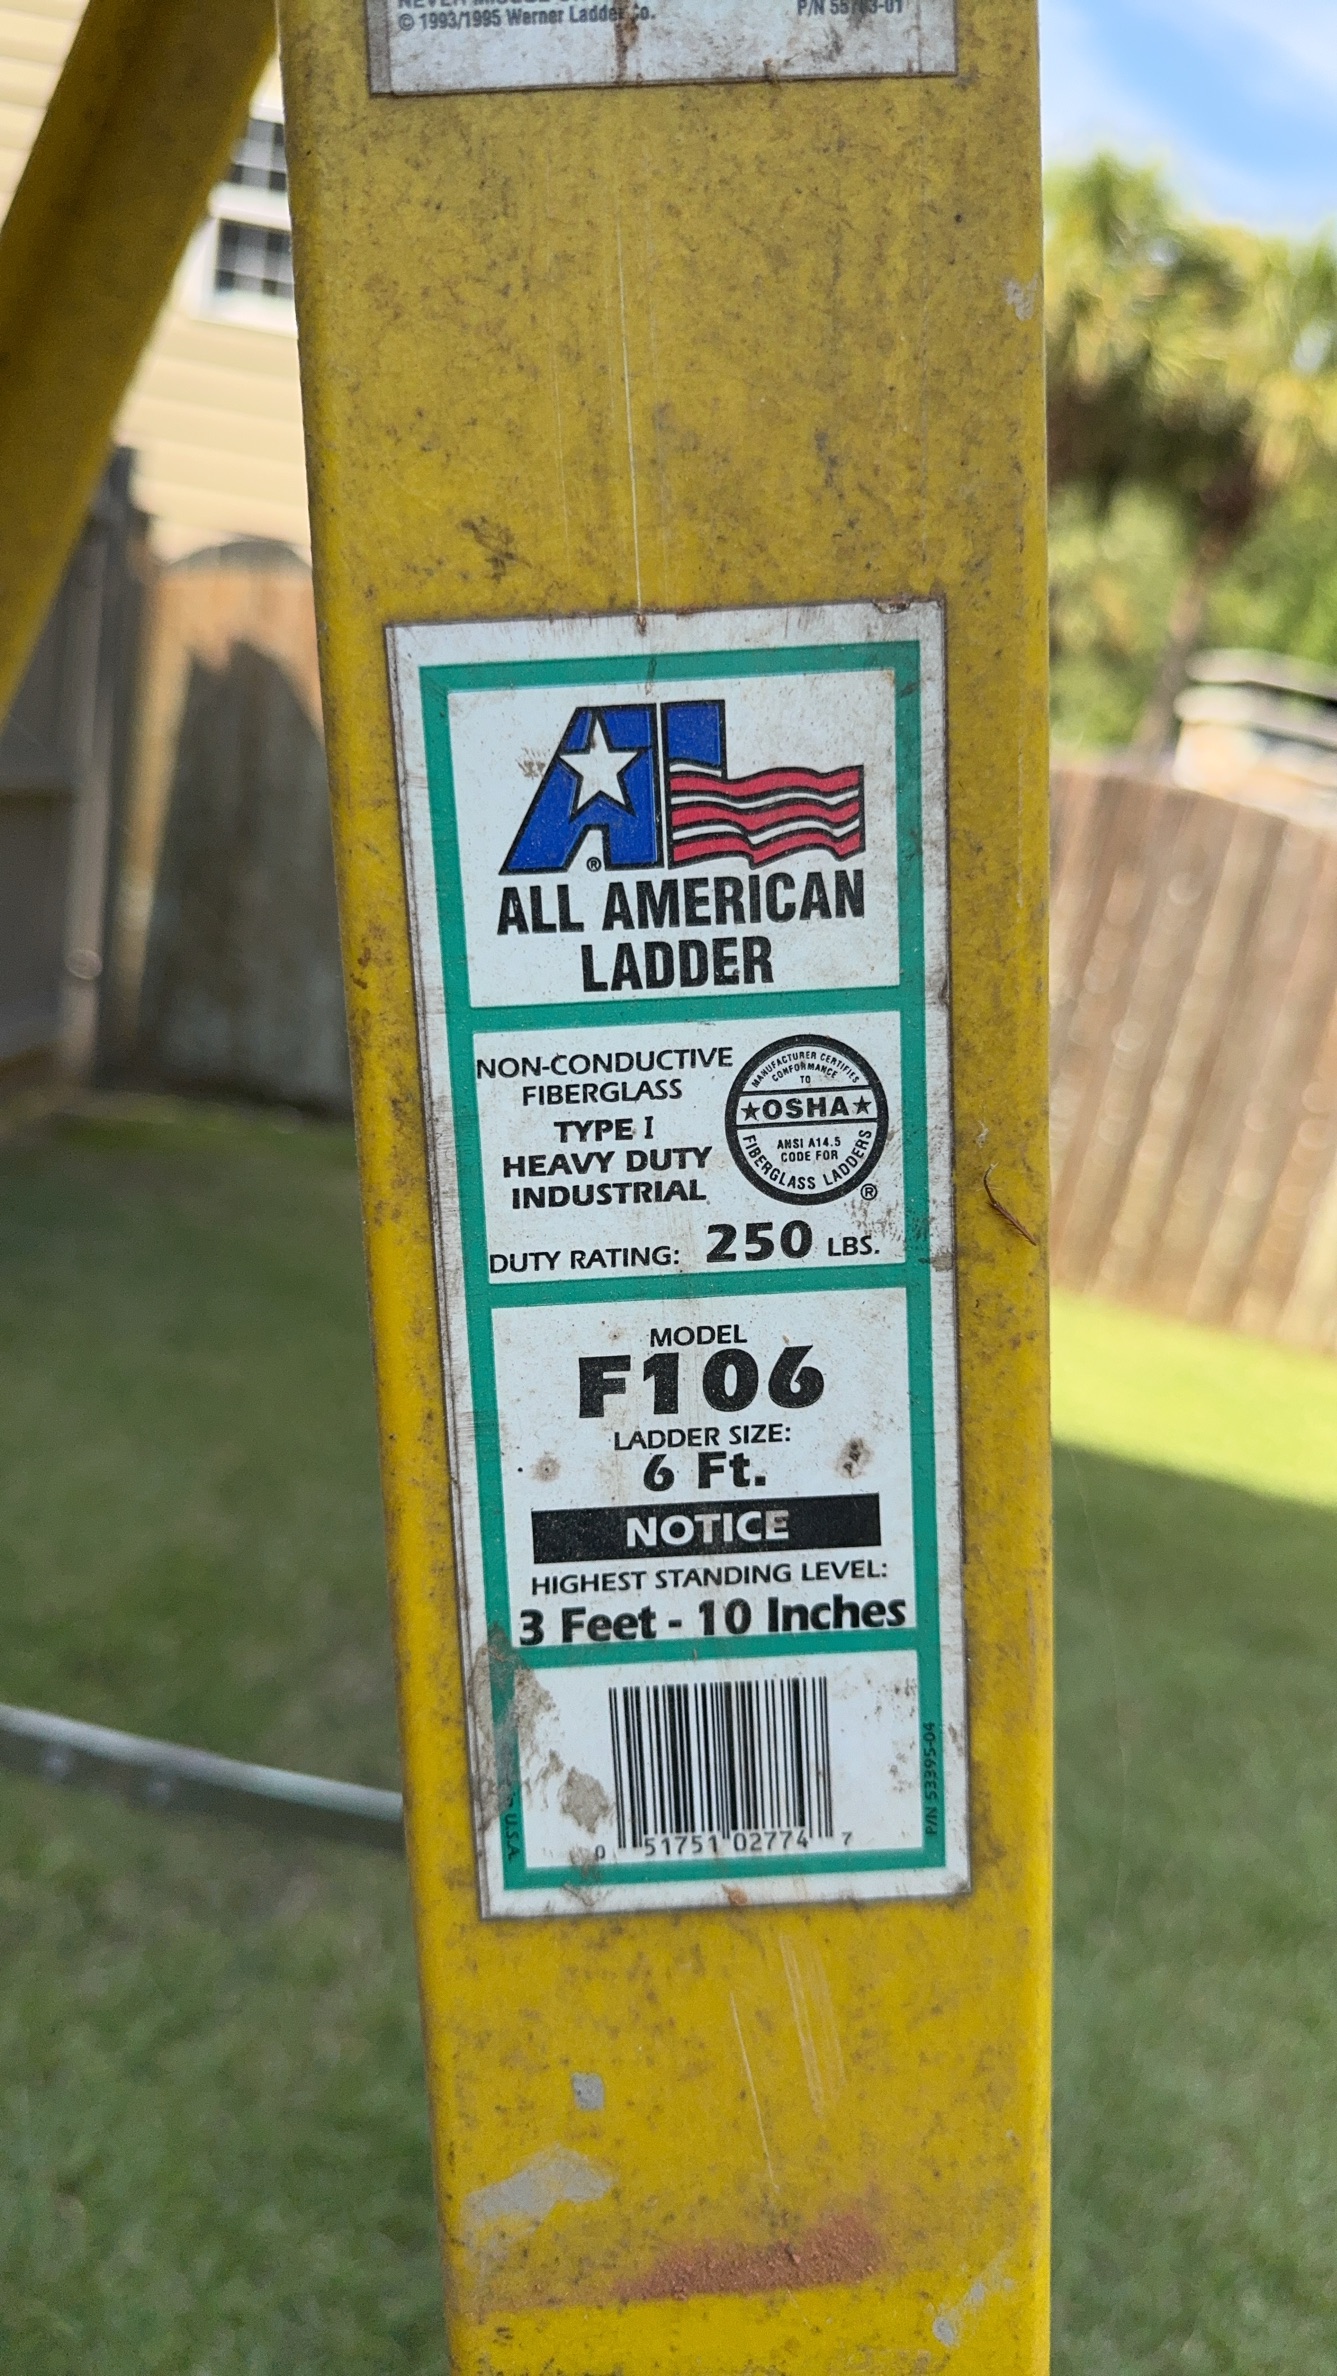 © 1993/1995 Werner Ladder Co.
P/N 55703-01
®
ALL AMERICAN
LADDER
NON-CONDUCTIVE
FIBERGLASS
TYPE I
HEAVY DUTY
INDUSTRIAL
MANUFACTURER CERTIFIES
CONFORMANCE
TO
★OSHA★
ANSI A14.5
CODE FOR
FIBERGLASS LADDERS
®
DUTY RATING: 250 LBS.
MODEL
F106
LADDER SIZE:
6 Ft.
NOTICE
HIGHEST STANDING LEVEL:
3 Feet - 10 Inches
0 51751 02774 7
U.S.A.
P/N 53395-04